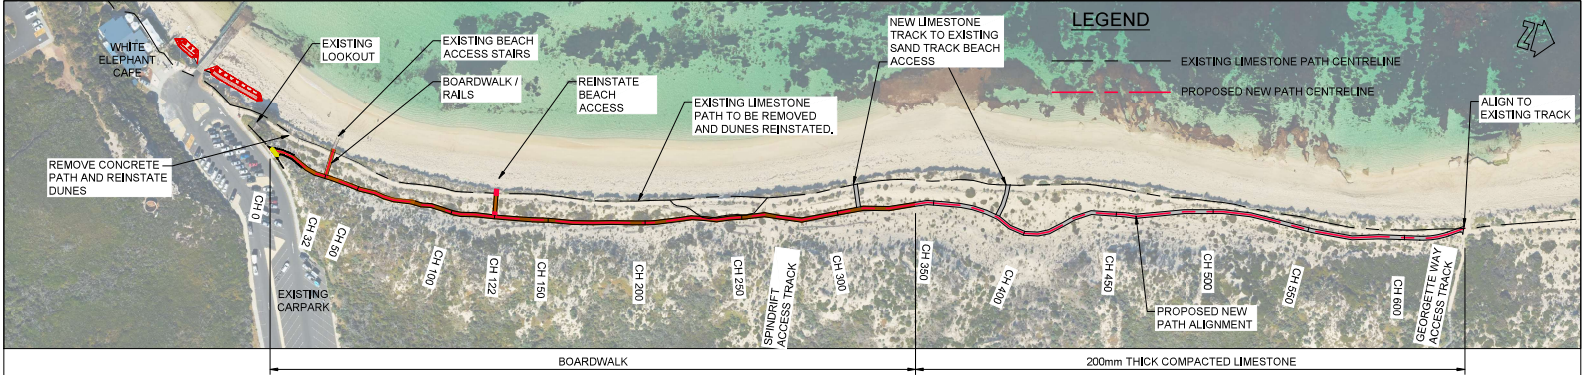 WHITE
ELEPHANT
CAFE
EXISTING
LOOKOUT
EXISTING BEACH
ACCESS STAIRS
BOARDWALK /
RAILS
REINSTATE
BEACH
ACCESS
EXISTING LIMESTONE
PATH TO BE REMOVED
AND DUNES REINSTATED.
NEW LIMESTONE
TRACK TO EXISTING
SAND TRACK BEACH
ACCESS
LEGEND
EXISTING LIMESTONE PATH CENTRELINE
PROPOSED NEW PATH CENTRELINE
Z
ALIGN TO
EXISTING TRACK
REMOVE CONCRETE
PATH AND REINSTATE
DUNES
CH 0
CH 32
CH 50
CH 100
CH 122
CH 150
CH 200
CH 250
SPINDRIFT
ACCESS TRACK
CH 300
CH 350
CH 400
CH 450
CH 500
CH 550
CH 600
GEORGETTE WAY
ACCESS TRACK
EXISTING
CARPARK
PROPOSED NEW
PATH ALIGNMENT
BOARDWALK
200mm THICK COMPACTED LIMESTONE